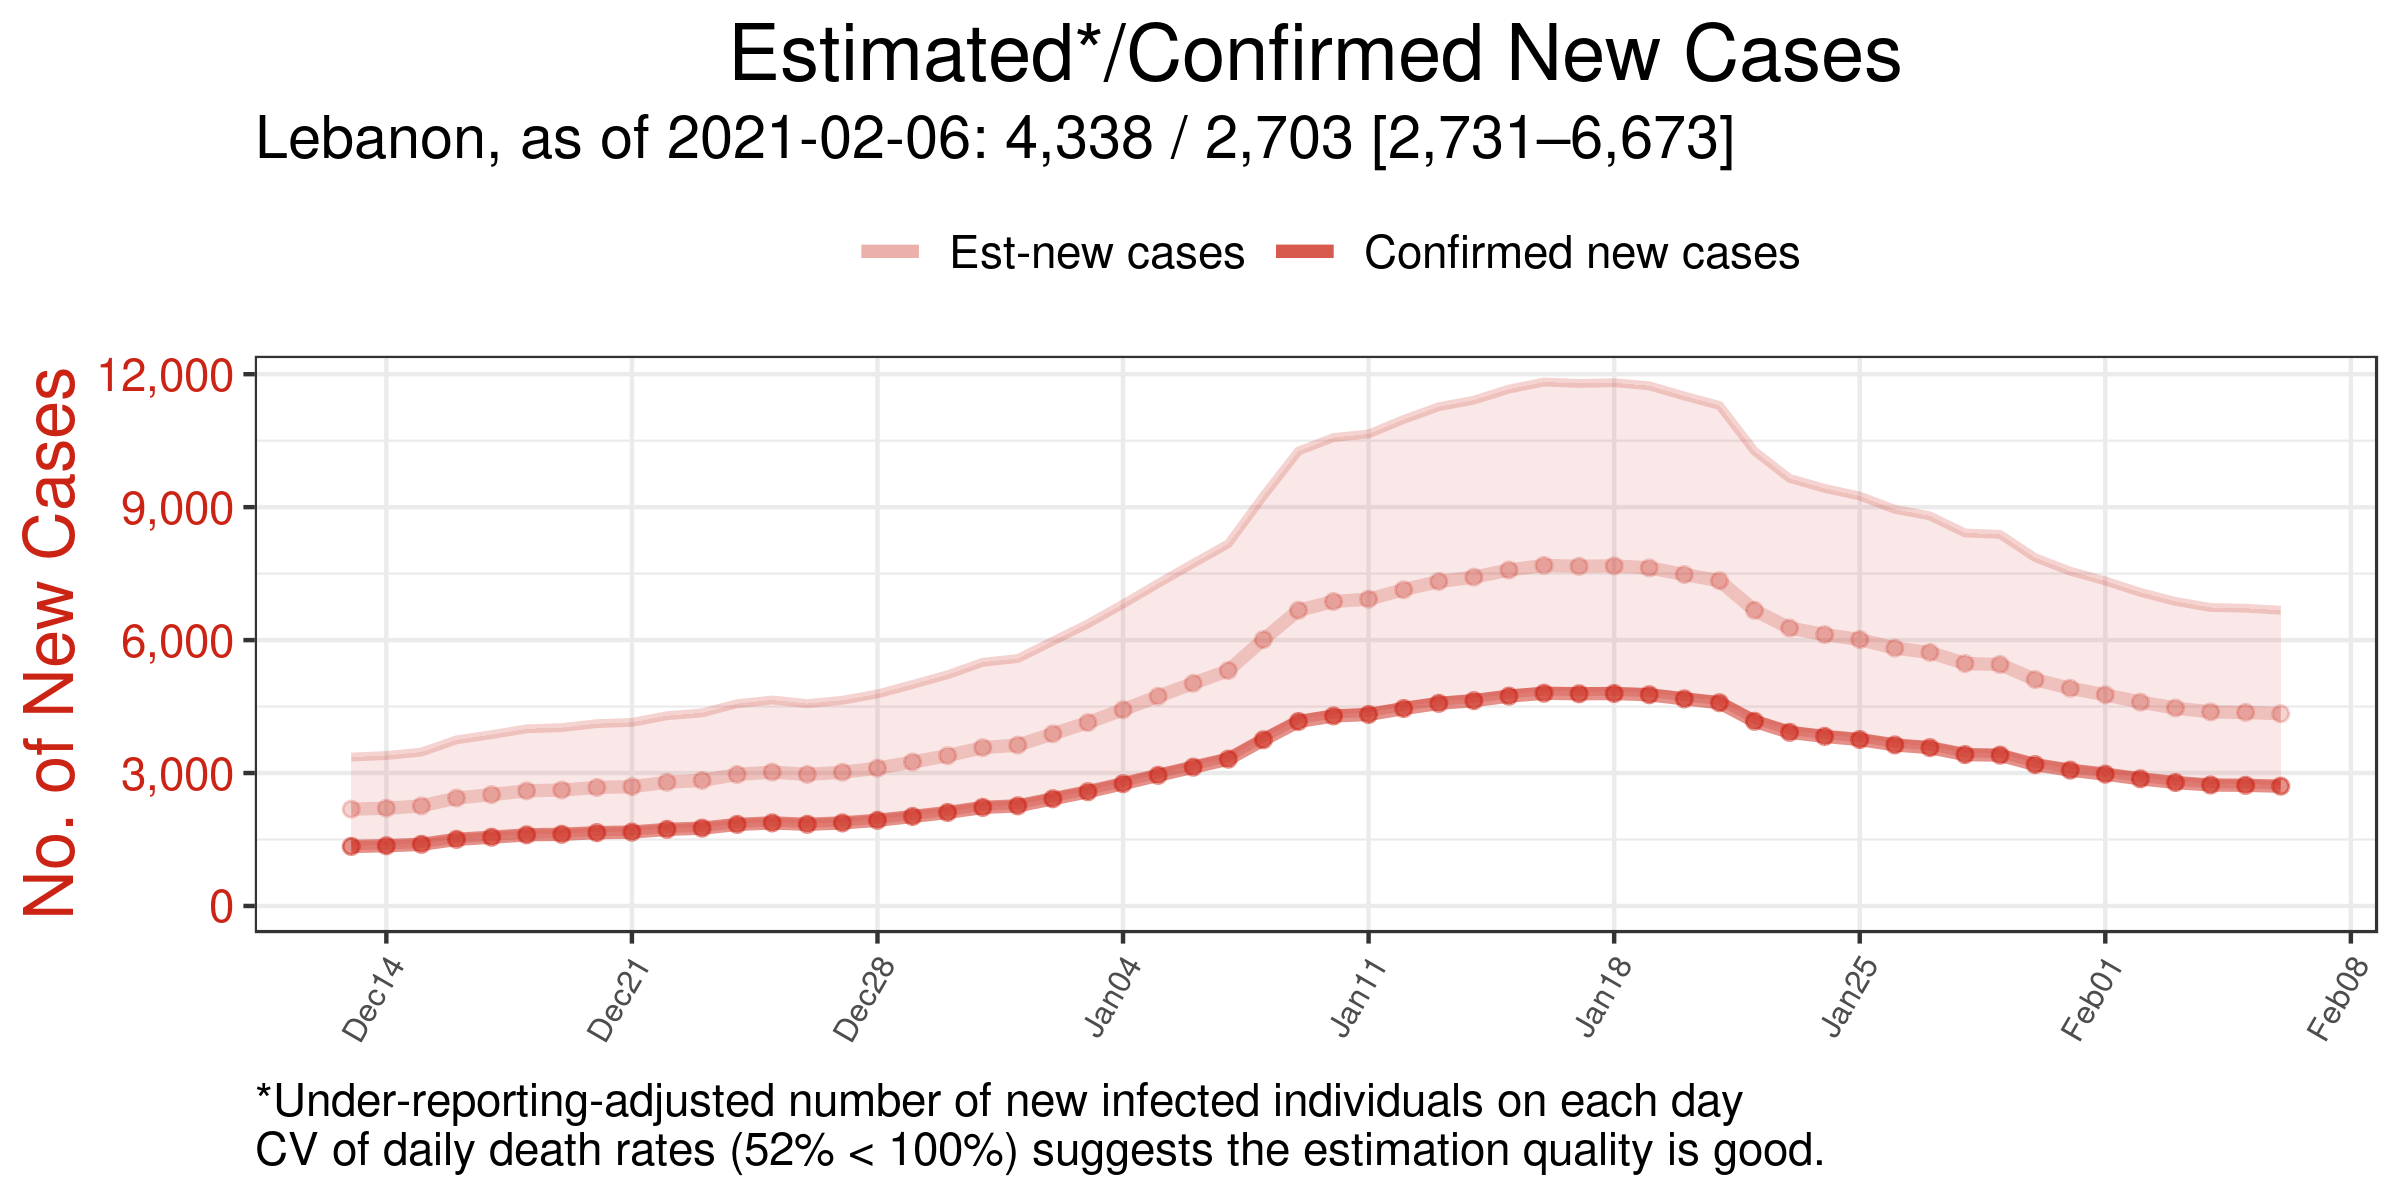 Estimated*/Confirmed New Cases
Lebanon, as of 2021-02-06: 4,338 / 2,703 [2,731–6,673]
Est-new cases Confirmed new cases
No. of New Cases
12,000
9,000
6,000
3,000
0
Dec14 Dec21 Dec28 Jan04 Jan11 Jan18 Jan25 Feb01 Feb08
*Under-reporting-adjusted number of new infected individuals on each day
CV of daily death rates (52% < 100%) suggests the estimation quality is good.